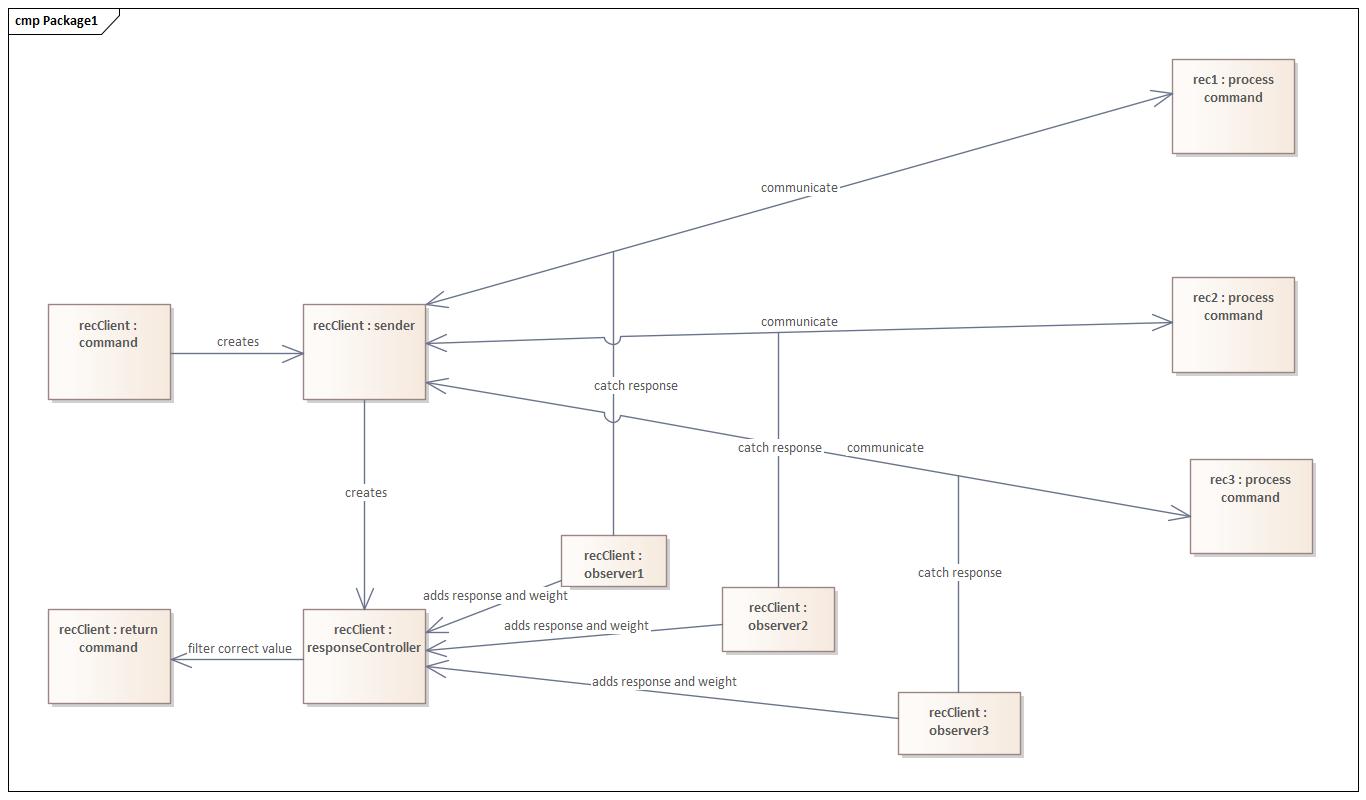 cmp Package1
rec1 : process
command
communicate
rec2 : process
command
recClient :
command
creates
recClient : sender
communicate
catch response
catch response
communicate
rec3 : process
command
creates
recClient :
observer1
catch response
adds response and weight
recClient :
observer2
recClient : return
command
filter correct value
recClient :
responseController
adds response and weight
adds response and weight
recClient :
observer3